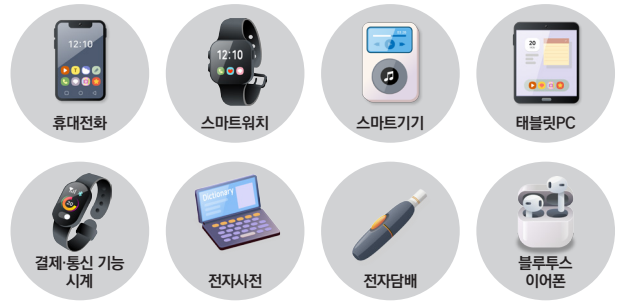 12:10
휴대전화
12:10
스마트워치
스마트기기
20
태블릿PC
결제·통신 기능
시계
Dictionary
전자사전
전자담배
블루투스
이어폰